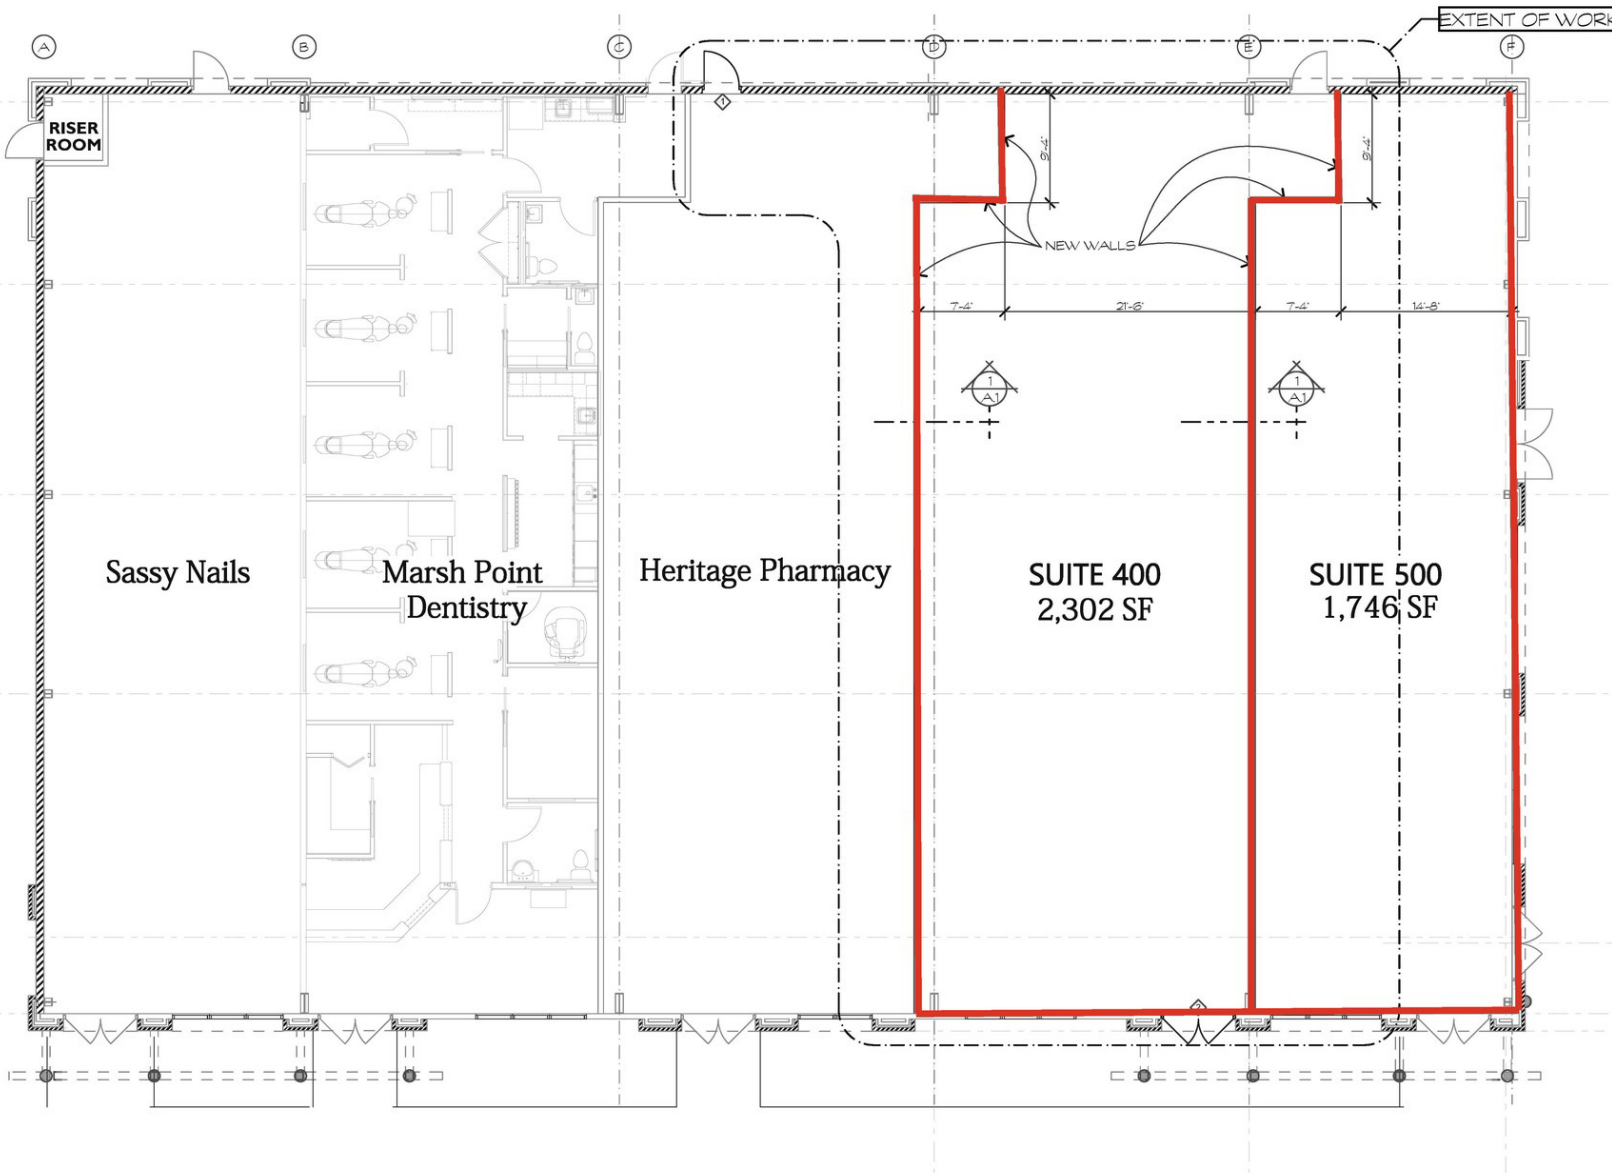 EXTENT OF WORK
A
B
C
D
E
F
1
RISER
ROOM
9'-4"
9'-4"
NEW WALLS
7'-4"
21'-6"
7'-4"
14'-8"
1
A1
1
A1
Sassy Nails
Marsh Point
Dentistry
Heritage Pharmacy
SUITE 400
2,302 SF
SUITE 500
1,746 SF
2